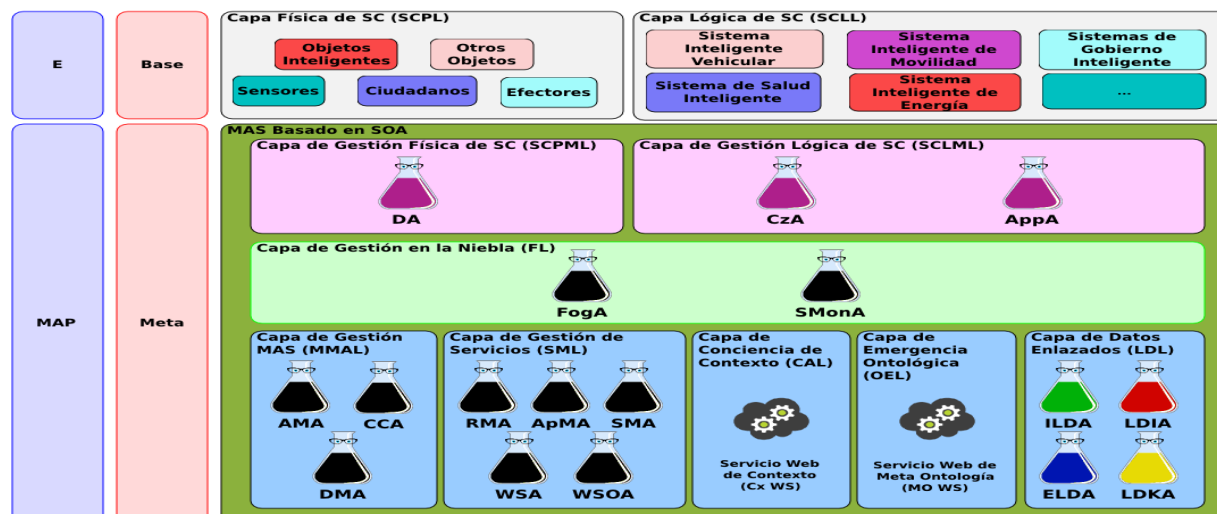 E
Base
Capa Física de SC (SCPL)
Objetos
Inteligentes
Otros
Objetos
Sensores
Ciudadanos
Efectores
Capa Lógica de SC (SCLL)
Sistema
Inteligente
Vehicular
Sistema
Inteligente de
Movilidad
Sistemas de
Gobierno
Inteligente
Sistema de Salud
Inteligente
Sistema
Inteligente de
Energía
...
MAP
Meta
MAS Basado en SOA
Capa de Gestión Física de SC (SCPML)
DA
Capa de Gestión Lógica de SC (SCLML)
CzA
AppA
Capa de Gestión en la Niebla (FL)
FogA
SMonA
Capa de Gestión
MAS (MMAL)
AMA
CCA
DMA
Capa de Gestión de
Servicios (SML)
RMA
ApMA
SMA
WSA
WSOA
Capa de
Conciencia de
Contexto (CAL)
Servicio Web
de Contexto
(Cx WS)
Capa de
Emergencia
Ontológica
(OEL)
Servicio Web de
Meta Ontología
(MO WS)
Capa de Datos
Enlazados (LDL)
ILDA
LDIA
ELDA
LDKA